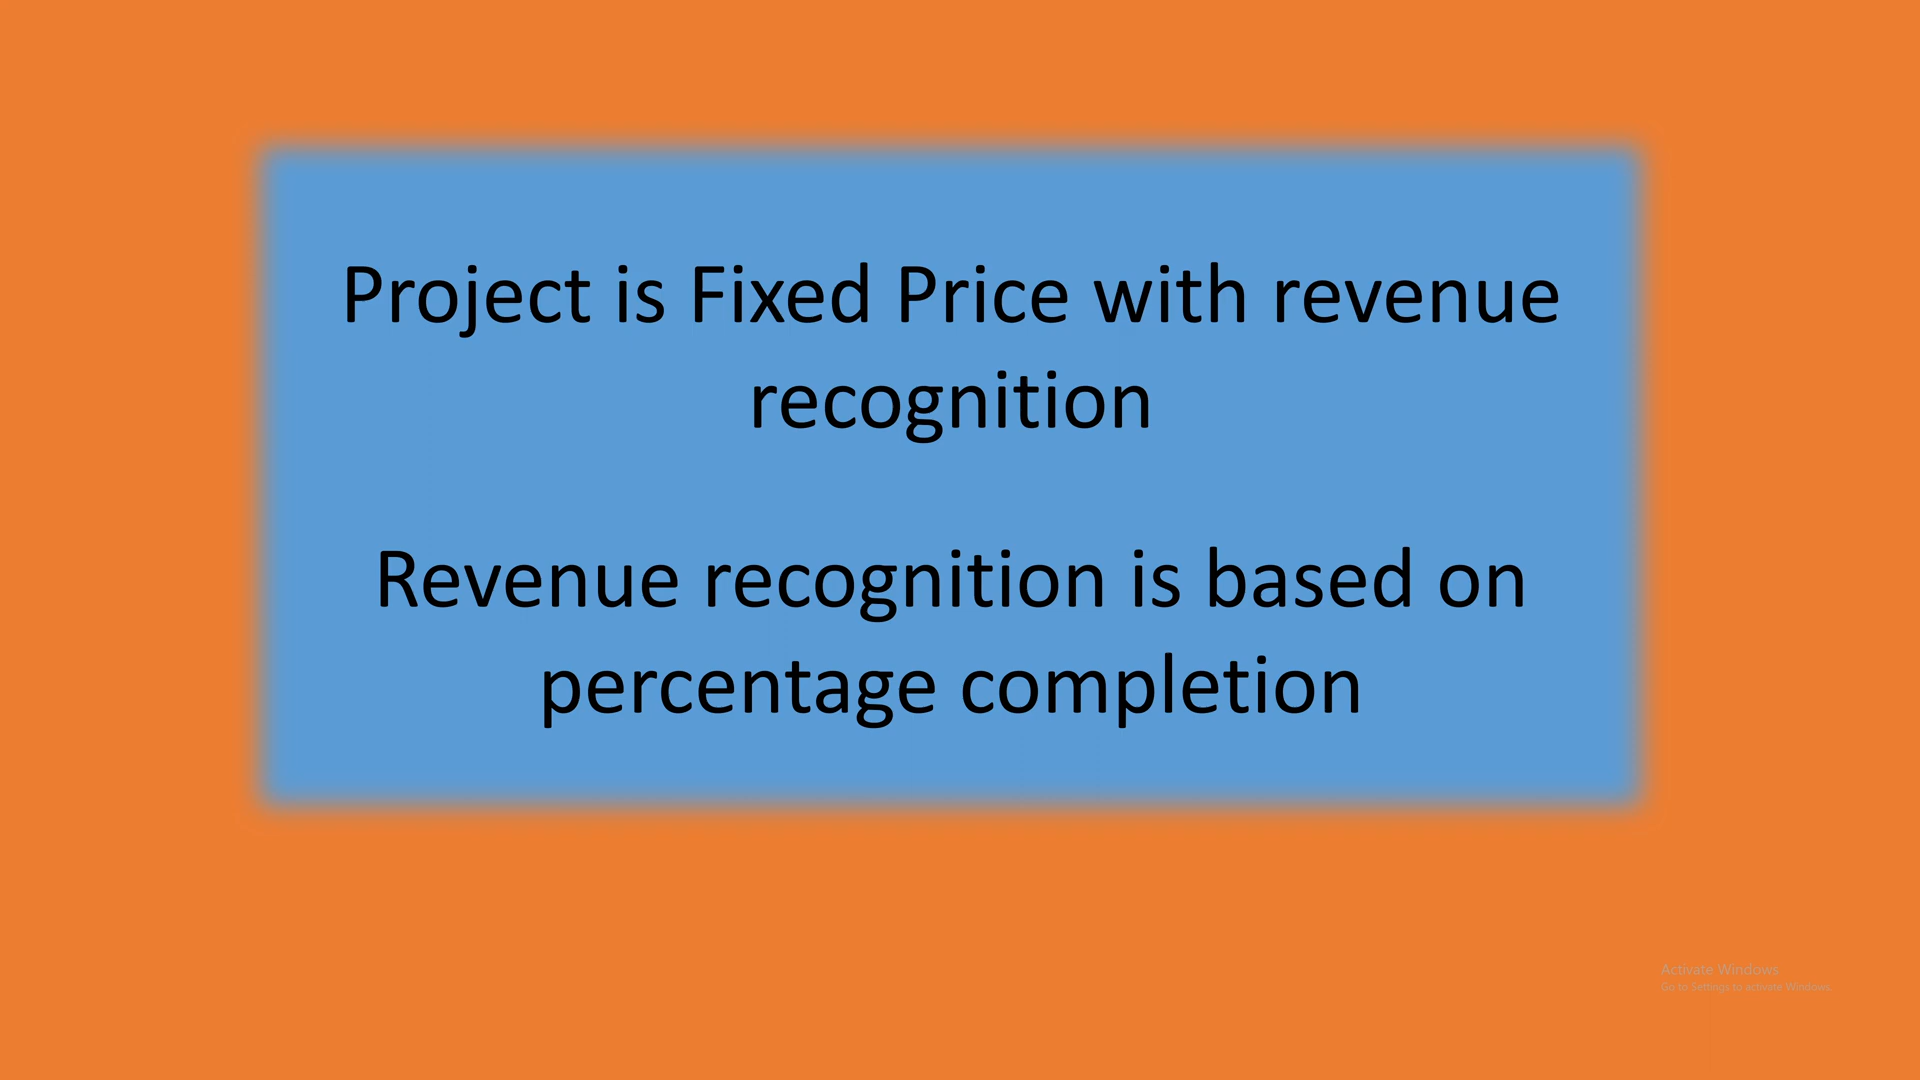 Project is Fixed Price with revenue
recognition
Revenue recognition is based on
percentage completion
Activate Windows
Go to Settings to activate Windows.